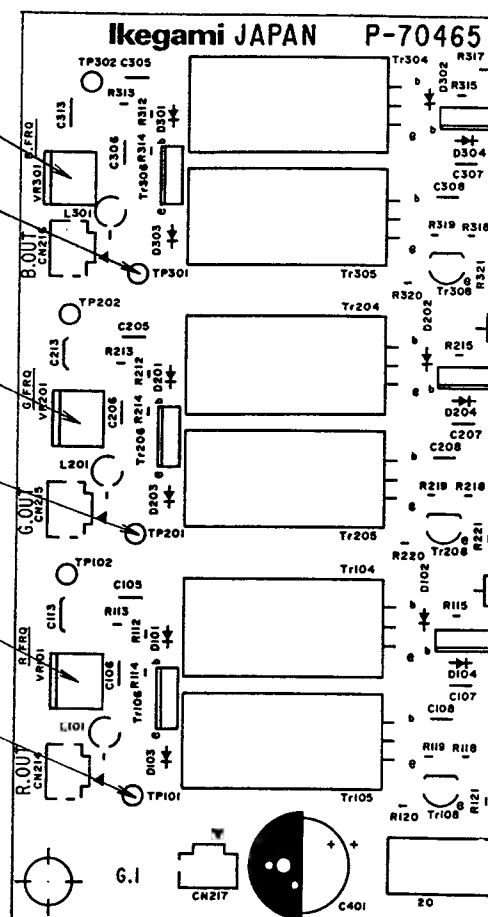 Ikegami JAPAN P-70465
TP302 C305 Tr304 D302 R317
R313 R315
C313 R312 D301 b
B.FRQ C306 R314 b D304
VR301 Tr306 e C307
L301 b C308
B.OUT CN216 D303 R319 R318
TP301 Tr305 e Tr308 e R321
R320
TP202 Tr204 D202
C205
C213 R213 R212 D201 b R215
G.FRQ VR201 C206 R214 b e b D204
Tr206 C207
L201 e b C208
G.OUT CN215 D203 R219 R218
TP201 Tr205 e Tr208 e R221
R220
TP102 Tr104 D102
C105
C113 R113 R112 D101 b R115
R.FRQ VR101 C106 R114 b e b D104
Tr106 C107
L101 e b C108
R.OUT CN214 D103 R119 R118
TP101 Tr105 e Tr108 e R121
R120
G.I
CN217 C401 20
+ +